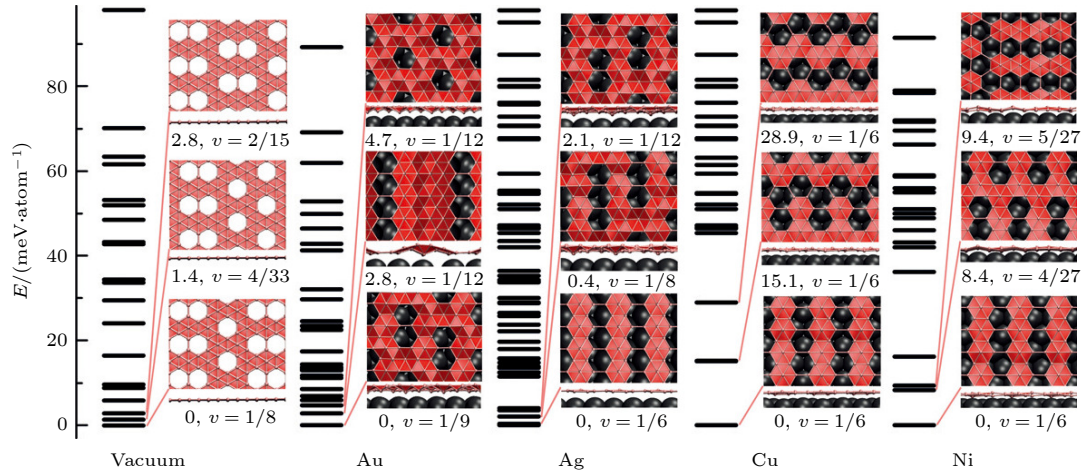 E/(meV·atom⁻¹)
80
60
40
20
0
2.8, v = 2/15
1.4, v = 4/33
0, v = 1/8
4.7, v = 1/12
2.8, v = 1/12
0, v = 1/9
2.1, v = 1/12
0.4, v = 1/8
0, v = 1/6
28.9, v = 1/6
15.1, v = 1/6
0, v = 1/6
9.4, v = 5/27
8.4, v = 4/27
0, v = 1/6
Vacuum Au Ag Cu Ni